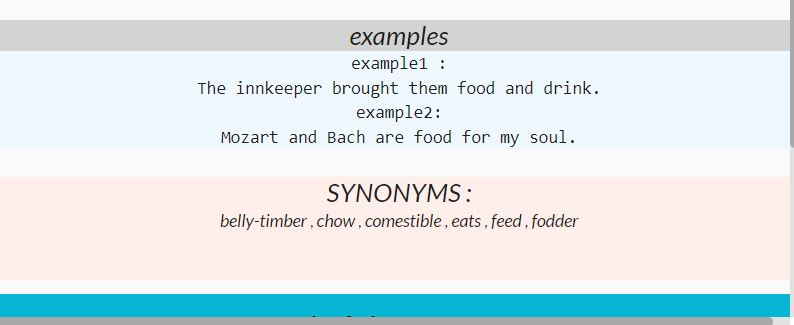 examples
example1 :
The innkeeper brought them food and drink.
example2:
Mozart and Bach are food for my soul.
SYNONYMS :
belly-timber , chow , comestible , eats , feed , fodder